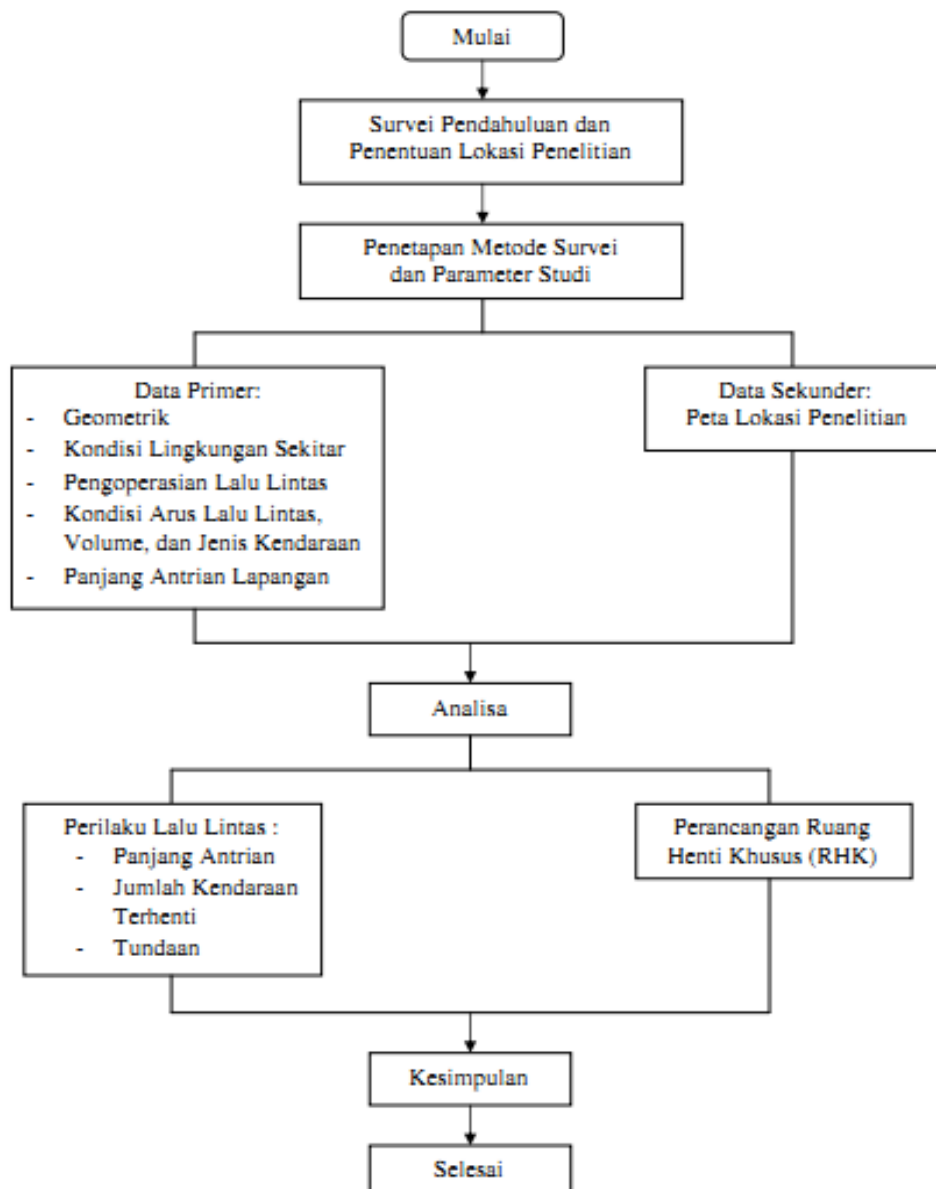 Mulai
Survei Pendahuluan dan
Penentuan Lokasi Penelitian
Penetapan Metode Survei
dan Parameter Studi
Data Primer:
- Geometrik
- Kondisi Lingkungan Sekitar
- Pengoperasian Lalu Lintas
- Kondisi Arus Lalu Lintas,
Volume, dan Jenis Kendaraan
- Panjang Antrian Lapangan
Data Sekunder:
Peta Lokasi Penelitian
Analisa
Perilaku Lalu Lintas :
- Panjang Antrian
- Jumlah Kendaraan
Terhenti
- Tundaan
Perancangan Ruang
Henti Khusus (RHK)
Kesimpulan
Selesai